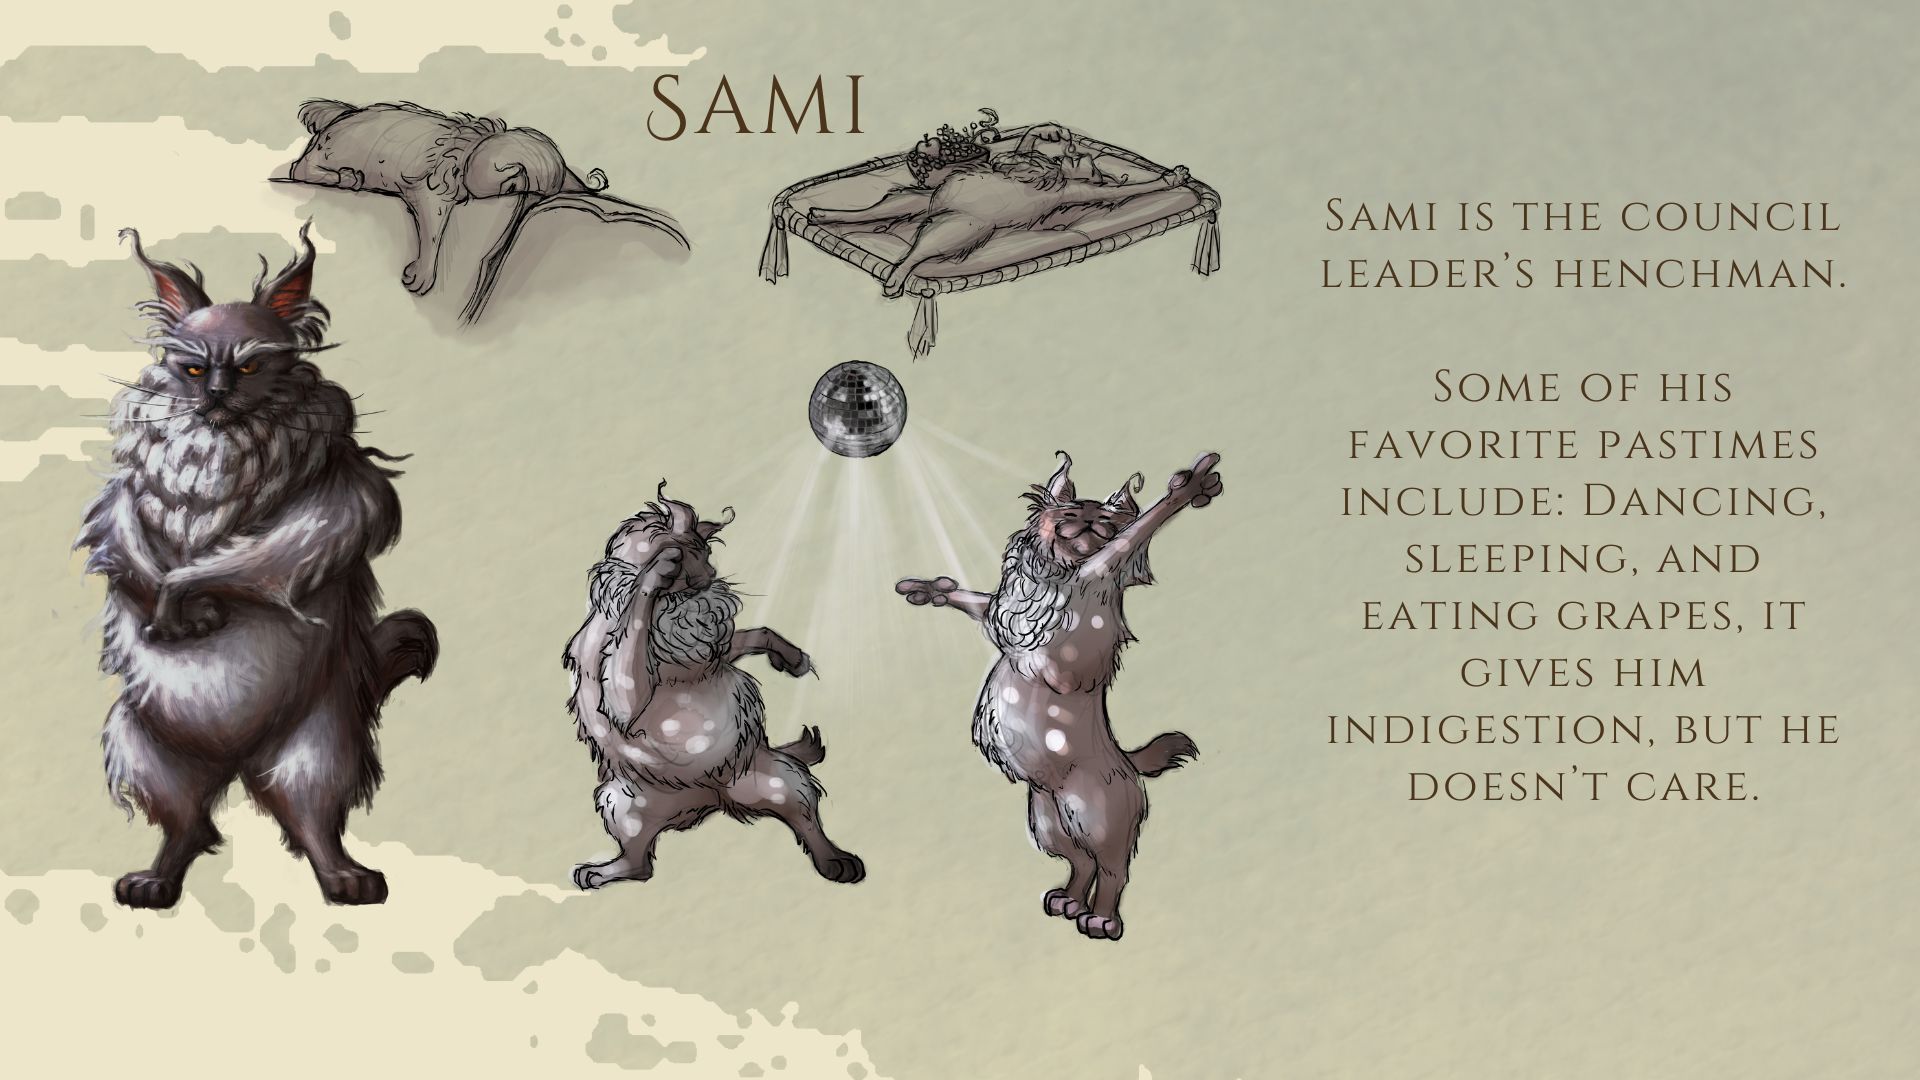 Sami
Sami is the council
leader's henchman.
Some of his
favorite pastimes
include: Dancing,
sleeping, and
eating grapes, it
gives him
indigestion, but he
doesn't care.